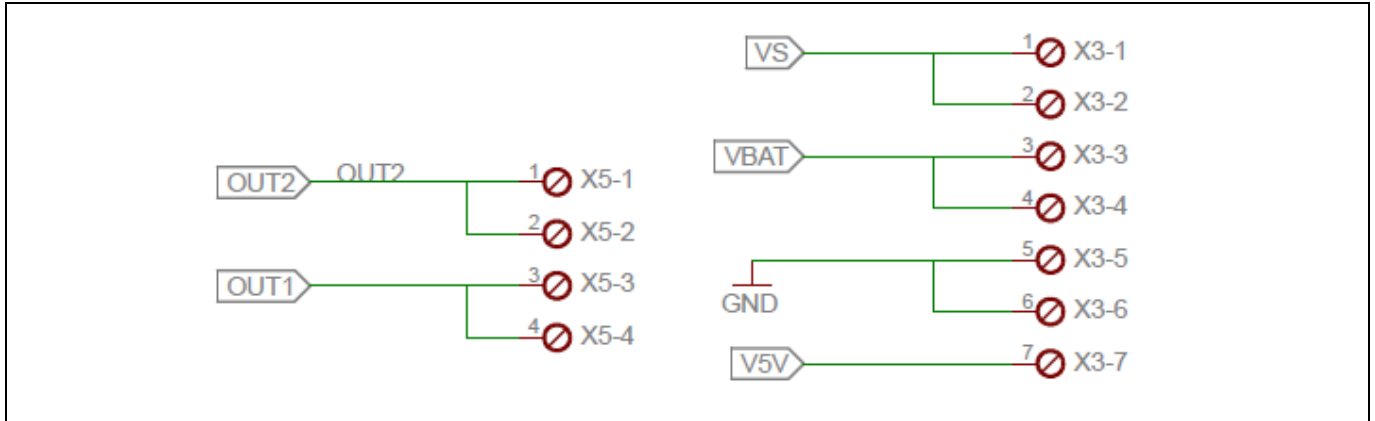 VS 1 X3-1
2 X3-2
VBAT 3 X3-3
OUT2 OUT2 1 X5-1
4 X3-4
2 X5-2
5 X3-5
OUT1 3 X5-3
GND
6 X3-6
4 X5-4
V5V 7 X3-7